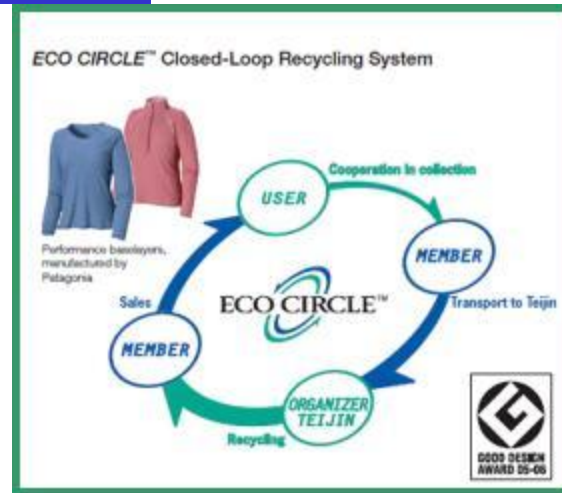 ECO CIRCLE™ Closed-Loop Recycling System
Cooperation in collection
USER
MEMBER
Performance baselayers,
manufactured by
Patagonia
Sales
ECO CIRCLE™
Transport to Teijin
MEMBER
ORGANIZER
TEIJIN
Recycling
GOOD DESIGN
AWARD 05-06